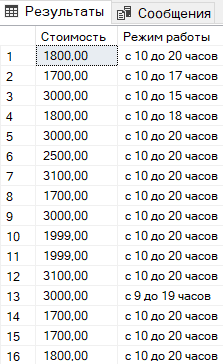 Результаты Сообщения
Стоимость Режим работы
1 1800,00 с 10 до 20 часов
2 1700,00 с 10 до 17 часов
3 3000,00 с 10 до 15 часов
4 1800,00 с 10 до 18 часов
5 3000,00 с 10 до 20 часов
6 2500,00 с 10 до 20 часов
7 3100,00 с 10 до 20 часов
8 1700,00 с 10 до 20 часов
9 3000,00 с 10 до 20 часов
10 1999,00 с 10 до 20 часов
11 1999,00 с 10 до 20 часов
12 3100,00 с 10 до 20 часов
13 3000,00 с 9 до 19 часов
14 1700,00 с 10 до 20 часов
15 1700,00 с 10 до 20 часов
16 1800,00 с 10 до 20 часов